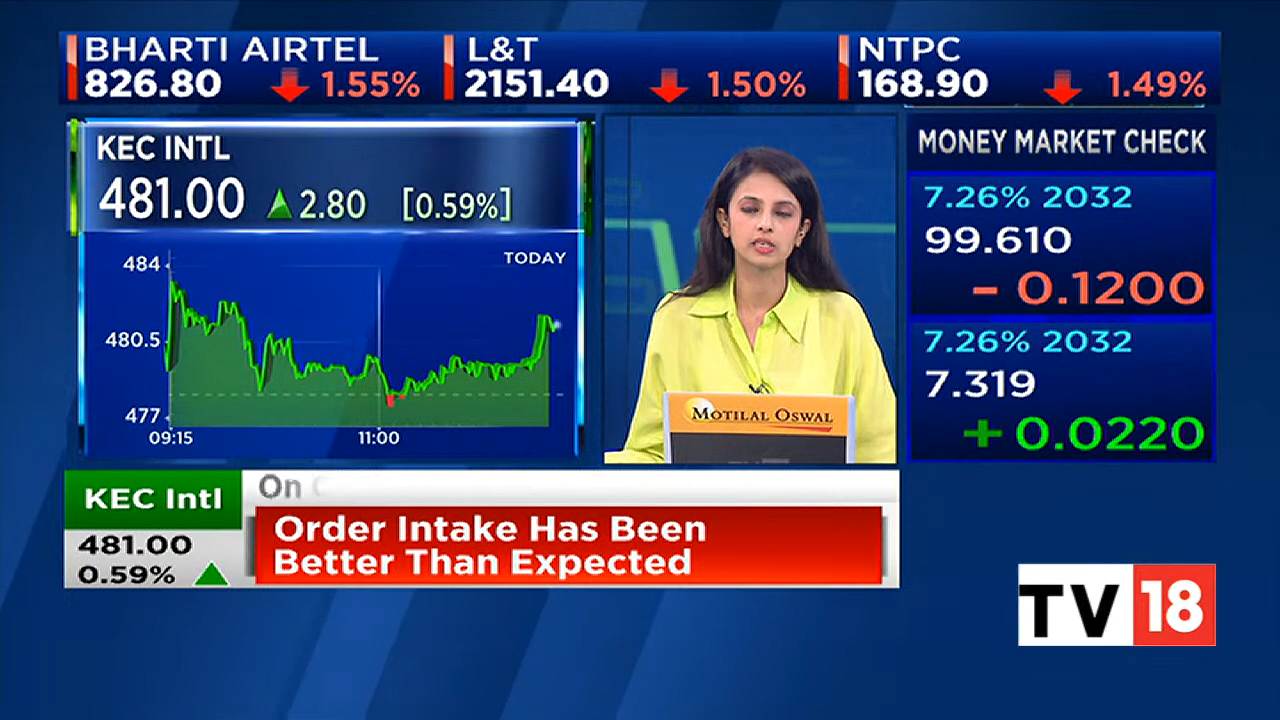 BHARTI AIRTEL
826.80 1.55%
L&T
2151.40 1.50%
NTPC
168.90 1.49%
KEC INTL
481.00 2.80 [0.59%]
TODAY
484
480.5
477
09:15 11:00
MOTILAL OSWAL
MONEY MARKET CHECK
7.26% 2032
99.610
- 0.1200
7.26% 2032
7.319
+ 0.0220
KEC Intl
481.00
0.59%
On
Order Intake Has Been
Better Than Expected
TV18